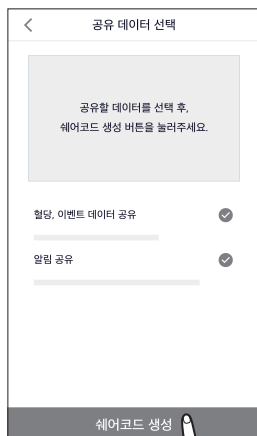 공유 데이터 선택
공유할 데이터를 선택 후,
쉐어코드 생성 버튼을 눌러주세요.
혈당, 이벤트 데이터 공유
알림 공유
쉐어코드 생성